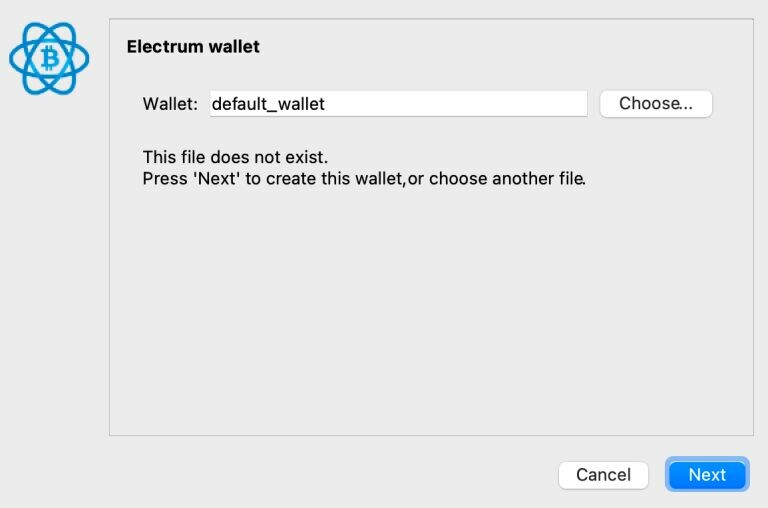 Electrum wallet
Wallet: default_wallet Choose...
This file does not exist.
Press 'Next' to create this wallet,or choose another file.
Cancel Next